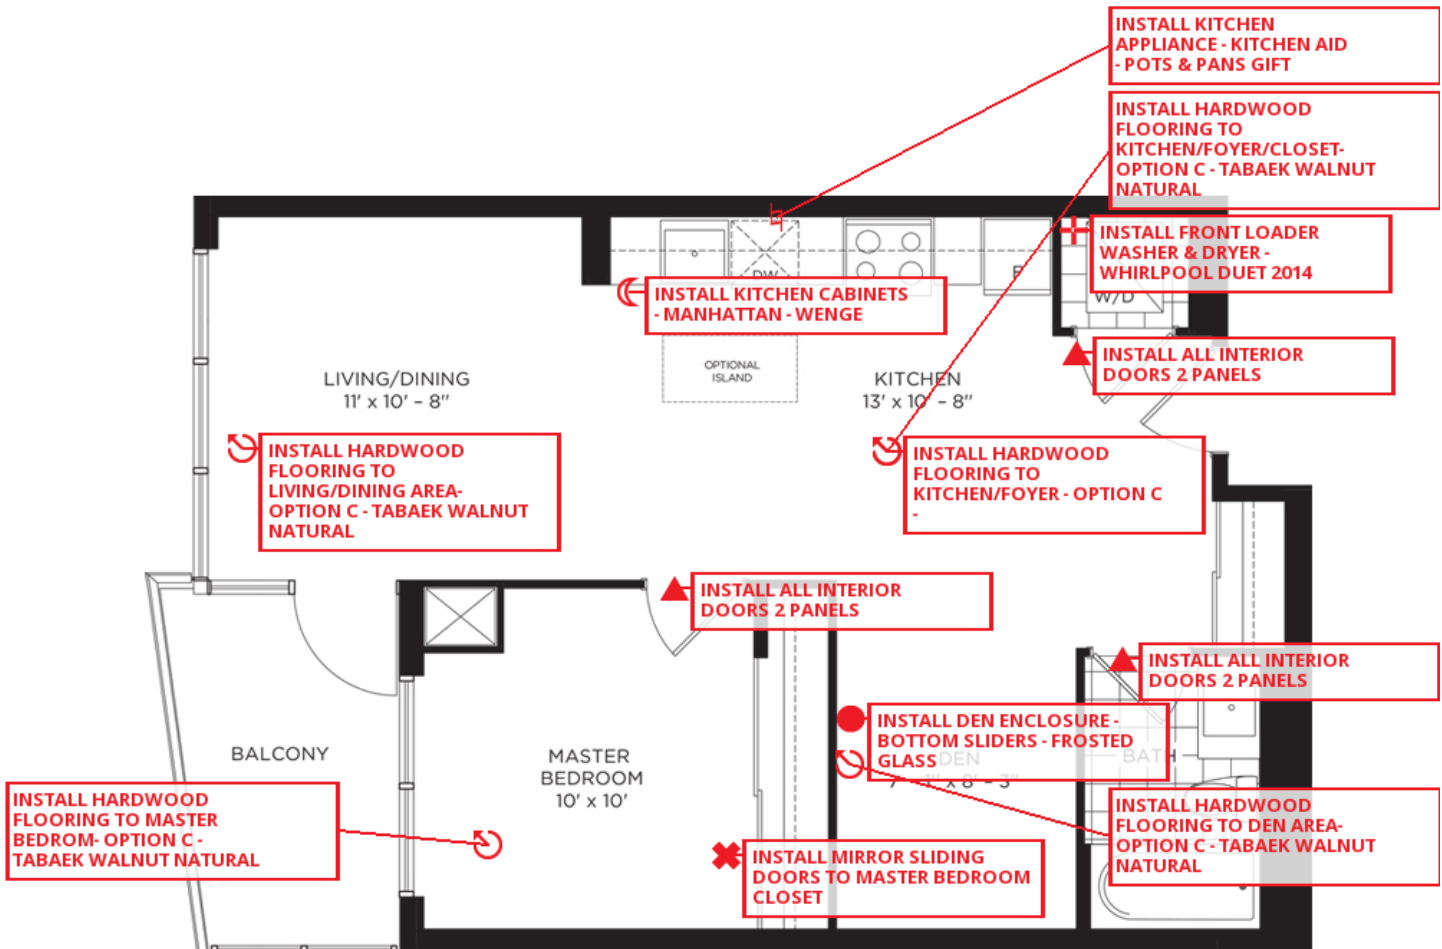 INSTALL KITCHEN
APPLIANCE - KITCHEN AID
- POTS & PANS GIFT
INSTALL HARDWOOD
FLOORING TO
KITCHEN/FOYER/CLOSET-
OPTION C - TABAEK WALNUT
NATURAL
INSTALL FRONT LOADER
WASHER & DRYER -
WHIRLPOOL DUET 2014
W/D
DW
F
INSTALL KITCHEN CABINETS
- MANHATTAN - WENGE
INSTALL ALL INTERIOR
DOORS 2 PANELS
OPTIONAL
ISLAND
LIVING/DINING
11' x 10' – 8"
KITCHEN
13' x 10' – 8"
INSTALL HARDWOOD
FLOORING TO
LIVING/DINING AREA-
OPTION C - TABAEK WALNUT
NATURAL
INSTALL HARDWOOD
FLOORING TO
KITCHEN/FOYER - OPTION C
-
INSTALL ALL INTERIOR
DOORS 2 PANELS
INSTALL ALL INTERIOR
DOORS 2 PANELS
INSTALL DEN ENCLOSURE -
BOTTOM SLIDERS - FROSTED
GLASS
DEN
8' – 3"
BATH
BALCONY
MASTER
BEDROOM
10' x 10'
INSTALL HARDWOOD
FLOORING TO MASTER
BEDROM- OPTION C -
TABAEK WALNUT NATURAL
INSTALL HARDWOOD
FLOORING TO DEN AREA-
OPTION C - TABAEK WALNUT
NATURAL
INSTALL MIRROR SLIDING
DOORS TO MASTER BEDROOM
CLOSET